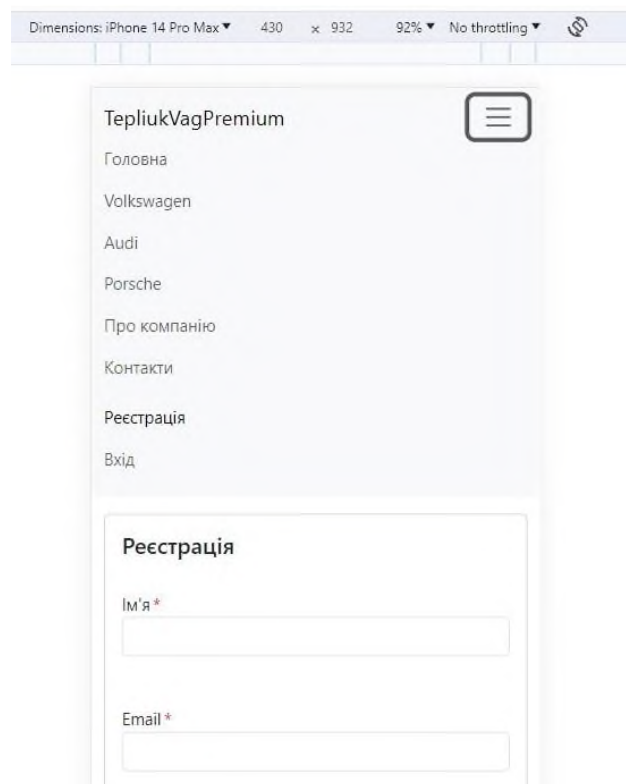 Dimensions: iPhone 14 Pro Max ▼ 430 × 932 92% ▼ No throttling ▼
TepliukVagPremium
Головна
Volkswagen
Audi
Porsche
Про компанію
Контакти
Реєстрація
Вхід
Реєстрація
Ім'я *
Email *